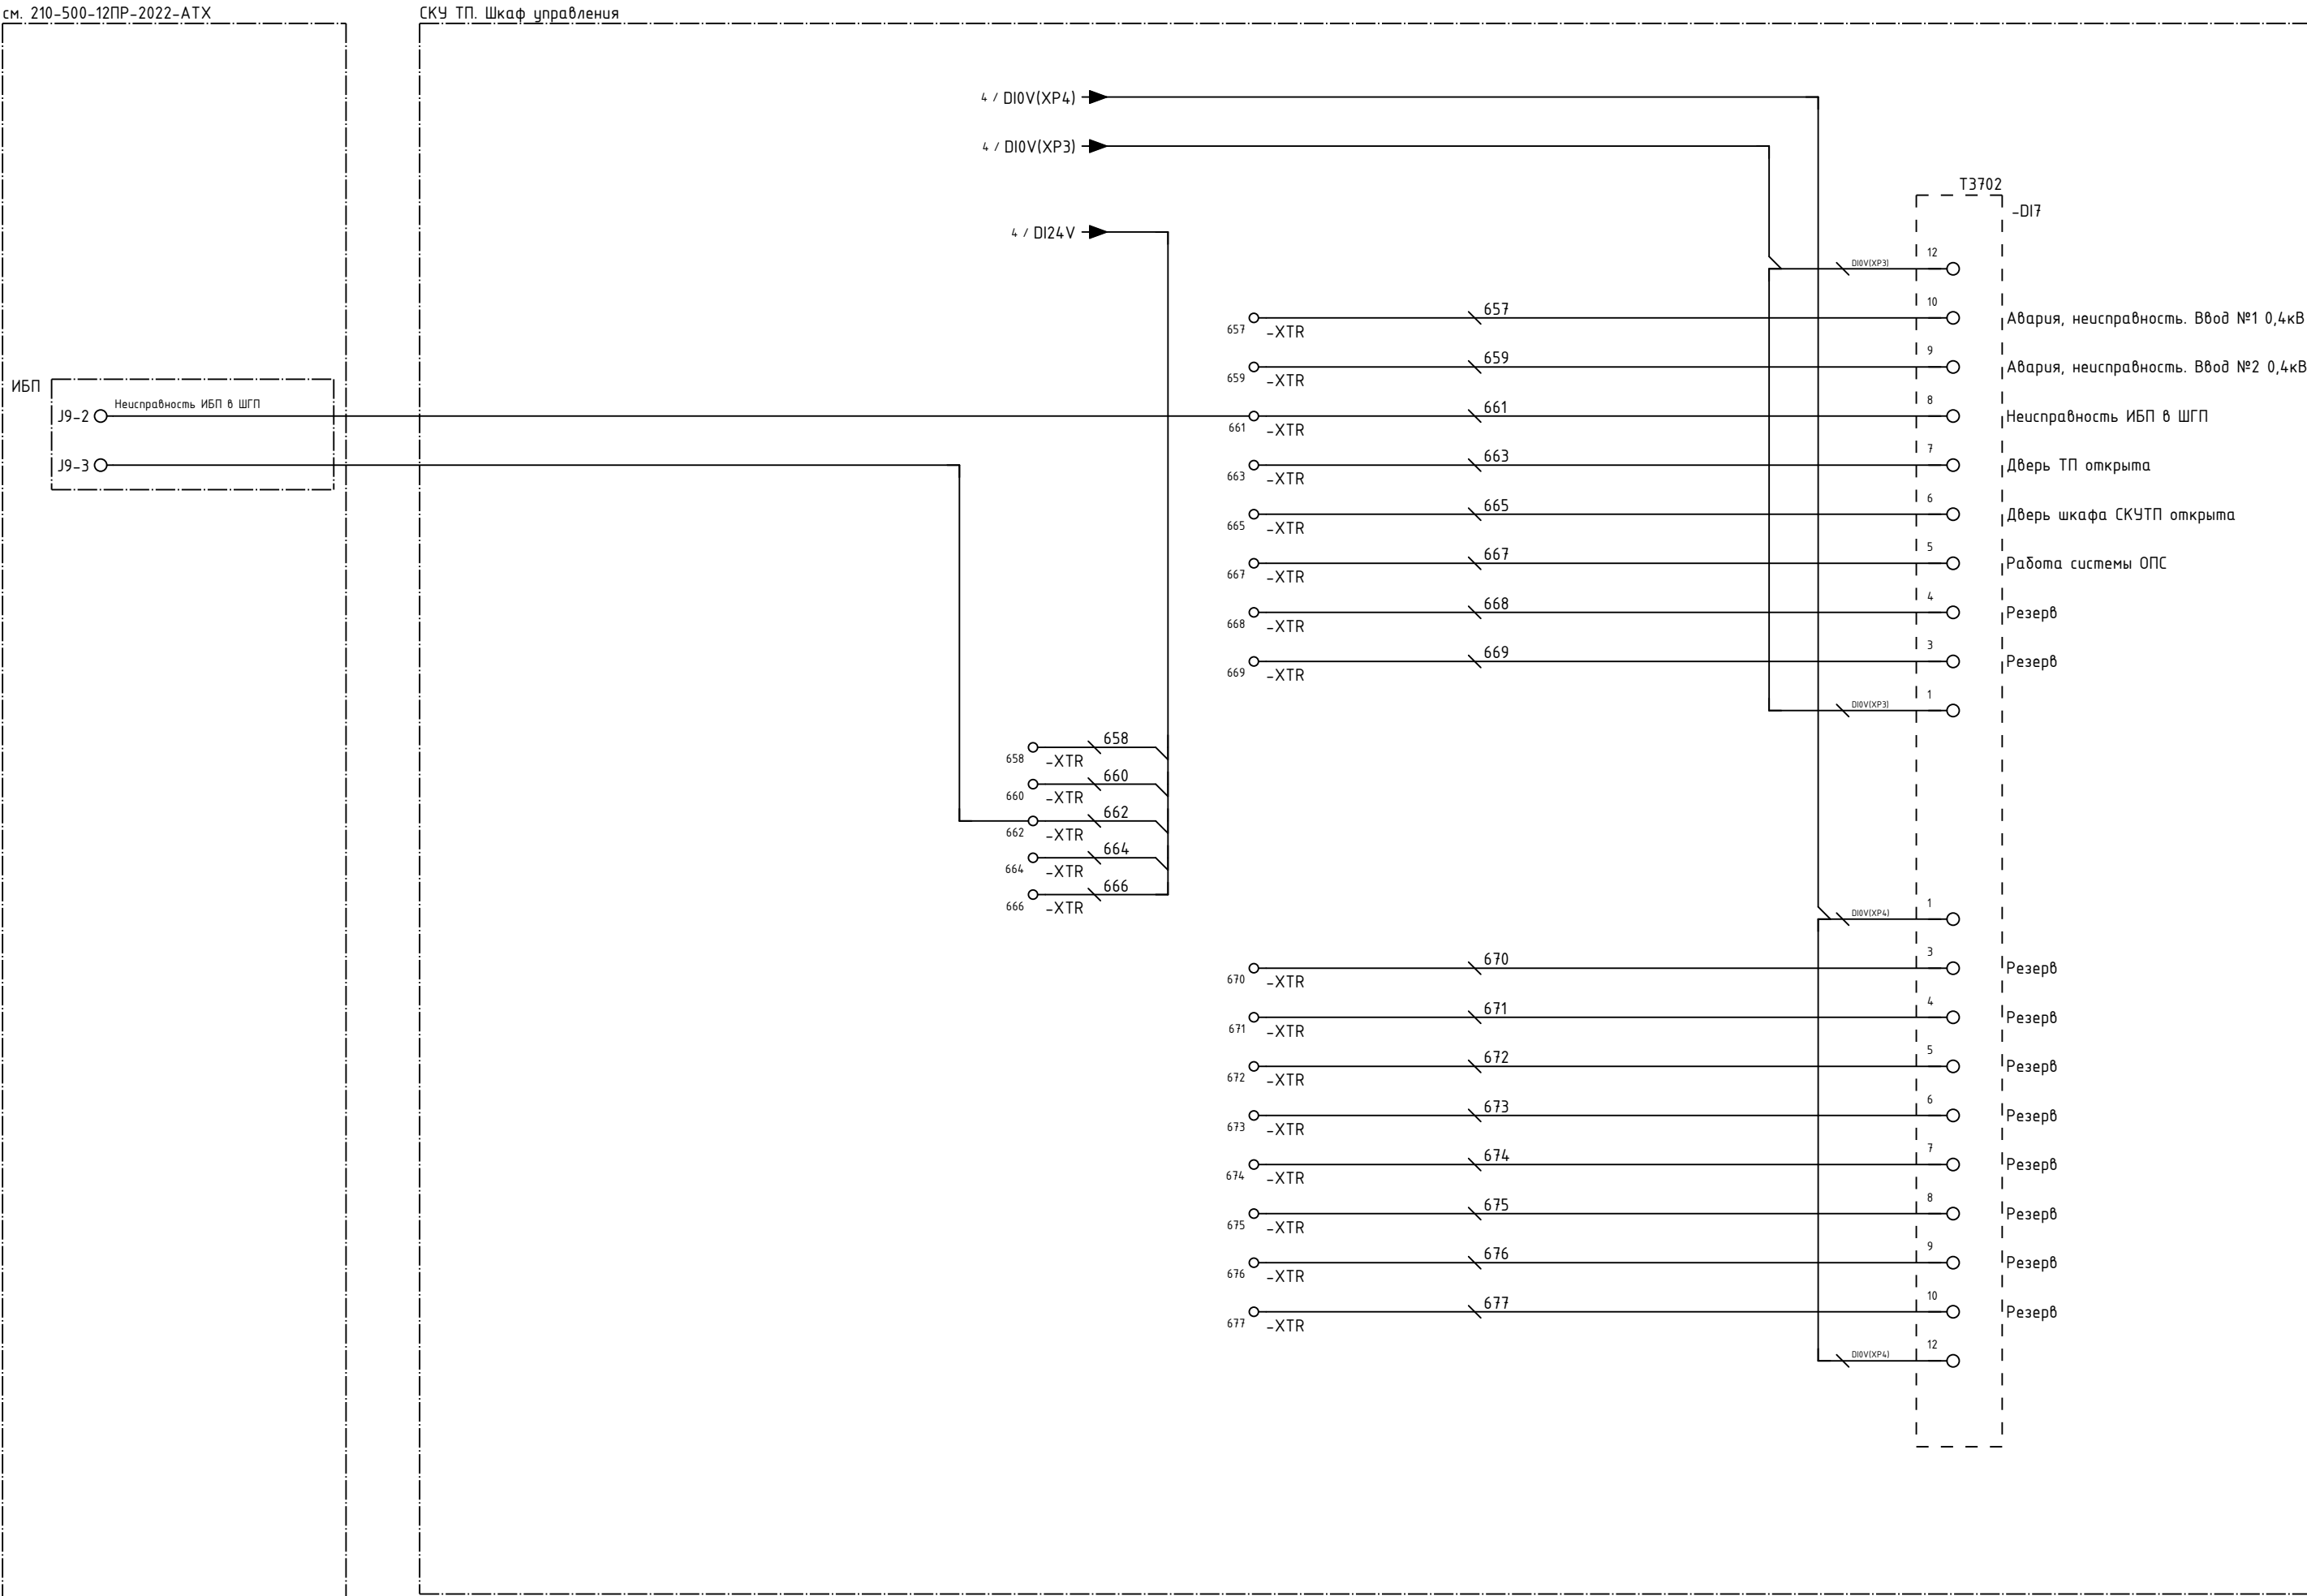 см. 210-500-12ПР-2022-АТХ
СКУ ТП. Шкаф управления
4 / DI0V(XP4)
4 / DI0V(XP3)
T3702
-DI7
4 / DI24V
12
DI0V(XP3)
10
657
657
-XTR
Авария, неисправность. Ввод №1 0,4кВ
9
659
659
-XTR
Авария, неисправность. Ввод №2 0,4кВ
ИБП
J9-2
Неисправность ИБП в ШГП
8
661
661
-XTR
Неисправность ИБП в ШГП
J9-3
7
663
663
-XTR
Дверь ТП открыта
6
665
665
-XTR
Дверь шкафа СКУТП открыта
5
667
667
-XTR
Работа системы ОПС
4
668
668
-XTR
Резерв
3
669
669
-XTR
Резерв
1
DI0V(XP3)
658
658
-XTR
660
660
-XTR
662
662
-XTR
664
664
-XTR
666
666
-XTR
1
DI0V(XP4)
3
670
670
-XTR
Резерв
4
671
671
-XTR
Резерв
5
672
672
-XTR
Резерв
6
673
673
-XTR
Резерв
7
674
674
-XTR
Резерв
8
675
675
-XTR
Резерв
9
676
676
-XTR
Резерв
10
677
677
-XTR
Резерв
12
DI0V(XP4)